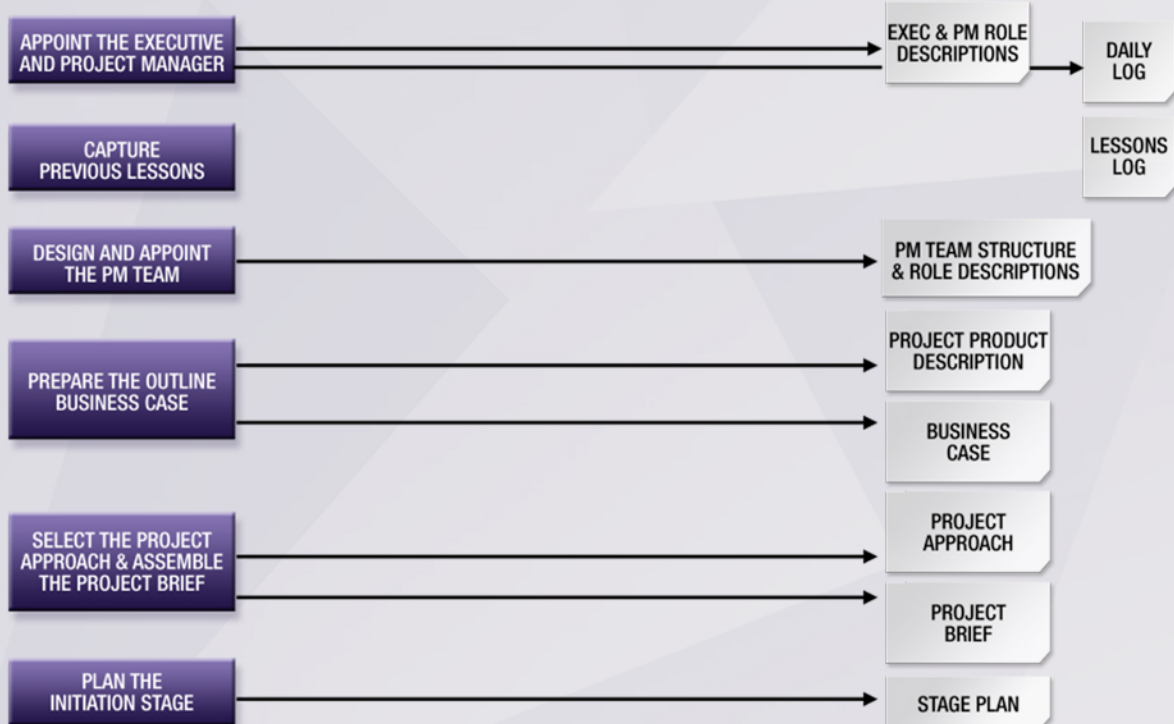 APPOINT THE EXECUTIVE
AND PROJECT MANAGER
EXEC & PM ROLE
DESCRIPTIONS
DAILY
LOG
CAPTURE
PREVIOUS LESSONS
LESSONS
LOG
DESIGN AND APPOINT
THE PM TEAM
PM TEAM STRUCTURE
& ROLE DESCRIPTIONS
PREPARE THE OUTLINE
BUSINESS CASE
PROJECT PRODUCT
DESCRIPTION
BUSINESS
CASE
SELECT THE PROJECT
APPROACH & ASSEMBLE
THE PROJECT BRIEF
PROJECT
APPROACH
PROJECT
BRIEF
PLAN THE
INITIATION STAGE
STAGE PLAN